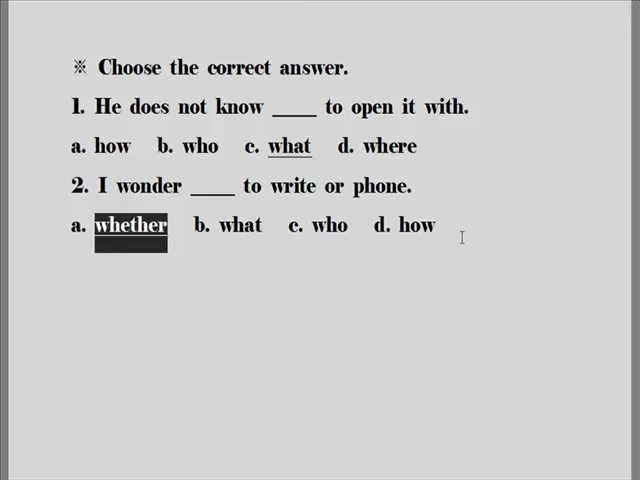 ※ Choose the correct answer.
1. He does not know ____ to open it with.
a. how b. who c. what d. where
2. I wonder ____ to write or phone.
a. whether b. what c. who d. how